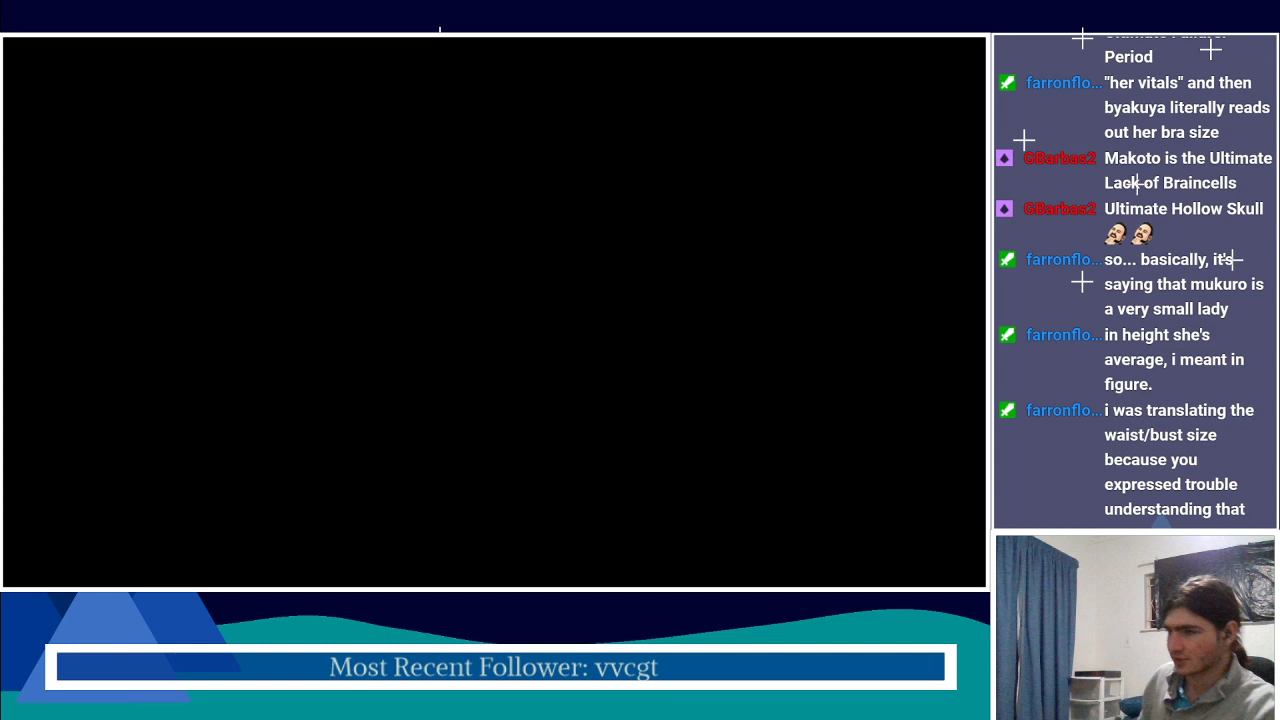 Period
farronflo... "her vitals" and then
byakuya literally reads
out her bra size
GBarbas2 Makoto is the Ultimate
Lack of Braincells
GBarbas2 Ultimate Hollow Skull
farronflo... so... basically, it's
saying that mukuro is
a very small lady
farronflo... in height she's
average, i meant in
figure.
farronflo... i was translating the
waist/bust size
because you
expressed trouble
understanding that
Most Recent Follower: vvcgt